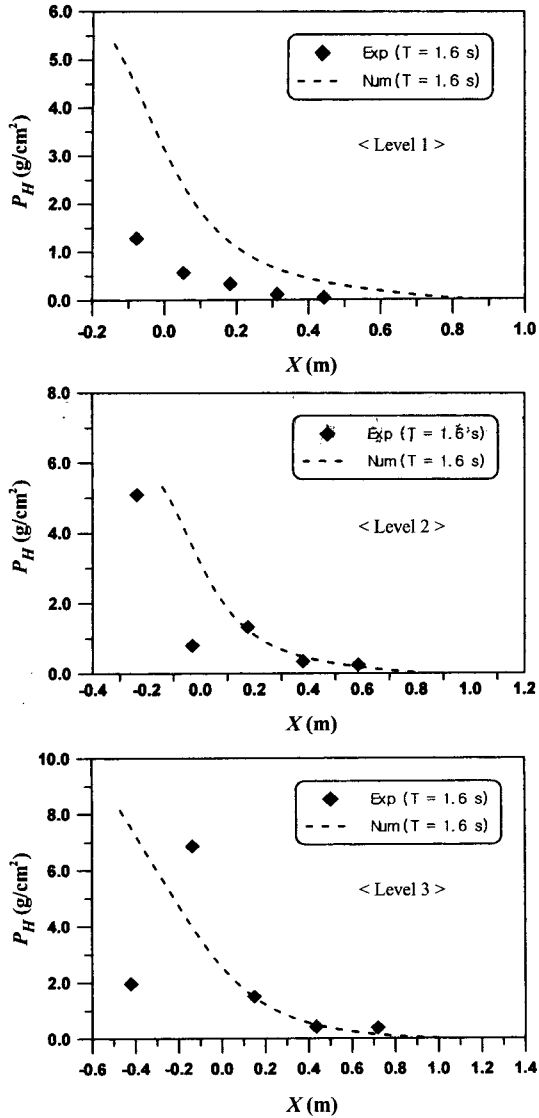 6.0
5.0
4.0
3.0
2.0
1.0
0.0
P_H (g/cm²)
Exp (T = 1.6 s)
Num (T = 1.6 s)
< Level 1 >
-0.2 0.0 0.2 0.4 0.6 0.8 1.0
X (m)
8.0
6.0
4.0
2.0
0.0
P_H (g/cm²)
Exp (T = 1.6 s)
Num (T = 1.6 s)
< Level 2 >
-0.4 -0.2 0.0 0.2 0.4 0.6 0.8 1.0 1.2
X (m)
10.0
8.0
6.0
4.0
2.0
0.0
P_H (g/cm²)
Exp (T = 1.6 s)
Num (T = 1.6 s)
< Level 3 >
-0.6 -0.4 -0.2 0.0 0.2 0.4 0.6 0.8 1.0 1.2 1.4
X (m)